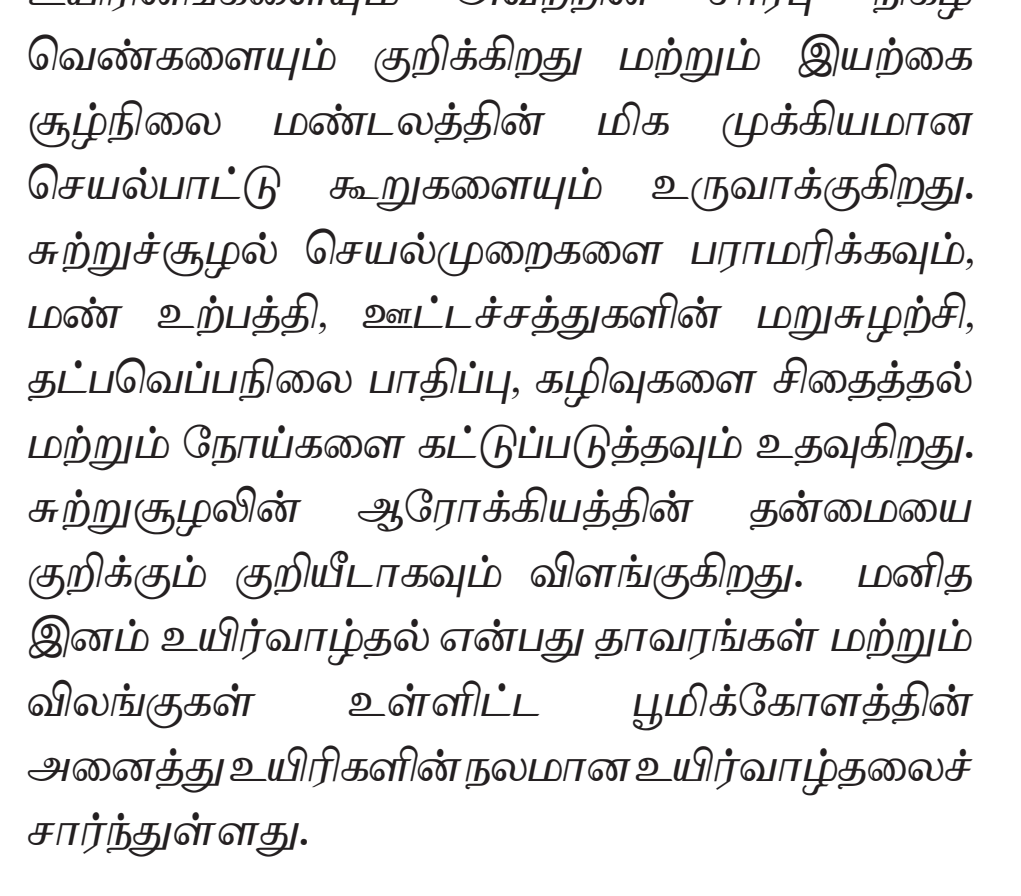 வெண்களையும் குறிக்கிறது மற்றும் இயற்கை
சூழ்நிலை மண்டலத்தின் மிக முக்கியமான
செயல்பாட்டு கூறுகளையும் உருவாக்குகிறது.
சுற்றுச்சூழல் செயல்முறைகளை பராமரிக்கவும்,
மண் உற்பத்தி, ஊட்டச்சத்துகளின் மறுசுழற்சி,
தட்பவெப்பநிலை பாதிப்பு, கழிவுகளை சிதைத்தல்
மற்றும் நோய்களை கட்டுப்படுத்தவும் உதவுகிறது.
சுற்றுசூழலின் ஆரோக்கியத்தின் தன்மையை
குறிக்கும் குறியீடாகவும் விளங்குகிறது. மனித
இனம் உயிர்வாழ்தல் என்பது தாவரங்கள் மற்றும்
விலங்குகள் உள்ளிட்ட பூமிக்கோளத்தின்
அனைத்து உயிரிகளின் நலமான உயிர்வாழ்தலைச்
சார்ந்துள்ளது.